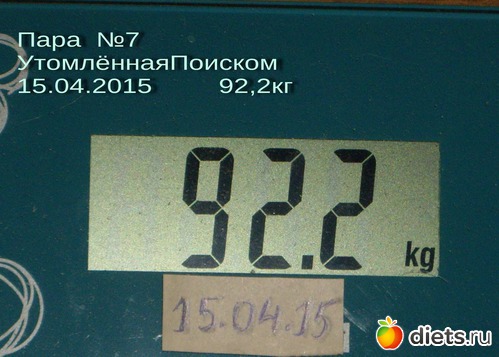 Пара №7
УтомлённаяПоиском
15.04.2015 92,2кг
92.2 kg
15.04.15
diets.ru